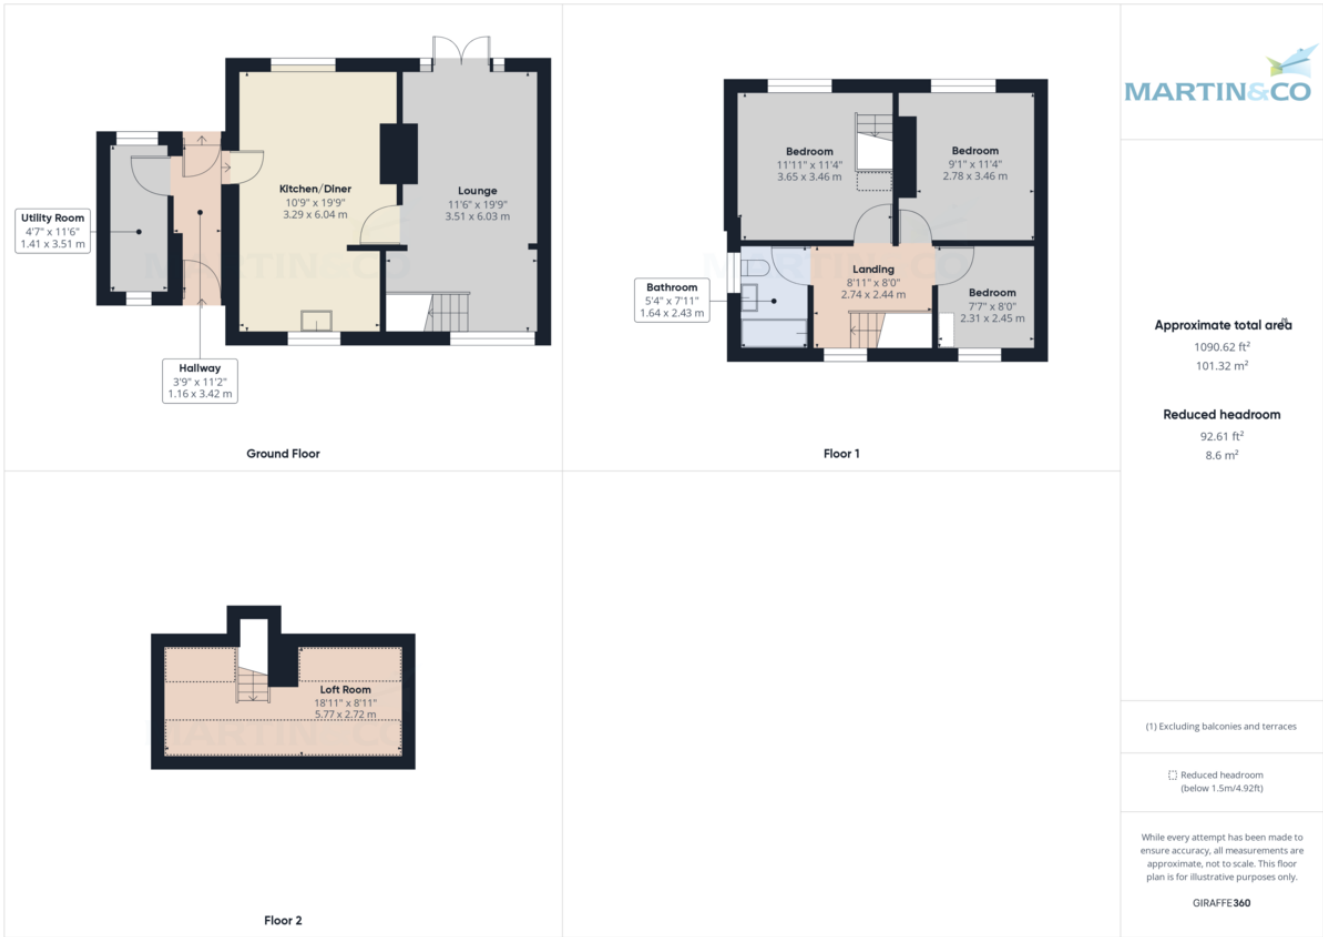 Utility Room
4'7" x 11'6"
1.41 x 3.51 m
Kitchen/Diner
10'9" x 19'9"
3.29 x 6.04 m
Lounge
11'6" x 19'9"
3.51 x 6.03 m
Hallway
3'9" x 11'2"
1.16 x 3.42 m
MARTIN&CO
Ground Floor
Bedroom
11'11" x 11'4"
3.65 x 3.46 m
Bedroom
9'1" x 11'4"
2.78 x 3.46 m
Bathroom
5'4" x 7'11"
1.64 x 2.43 m
Landing
8'11" x 8'0"
2.74 x 2.44 m
Bedroom
7'7" x 8'0"
2.31 x 2.45 m
MARTIN&CO
Floor 1
Loft Room
18'11" x 8'11"
5.77 x 2.72 m
MARTIN&CO
Floor 2
MARTIN&CO
Approximate total area
1090.62 ft²
101.32 m²
Reduced headroom
92.61 ft²
8.6 m²
(1) Excluding balconies and terraces
Reduced headroom
(below 1.5m/4.92ft)
While every attempt has been made to
ensure accuracy, all measurements are
approximate, not to scale. This floor
plan is for illustrative purposes only.
GIRAFFE360